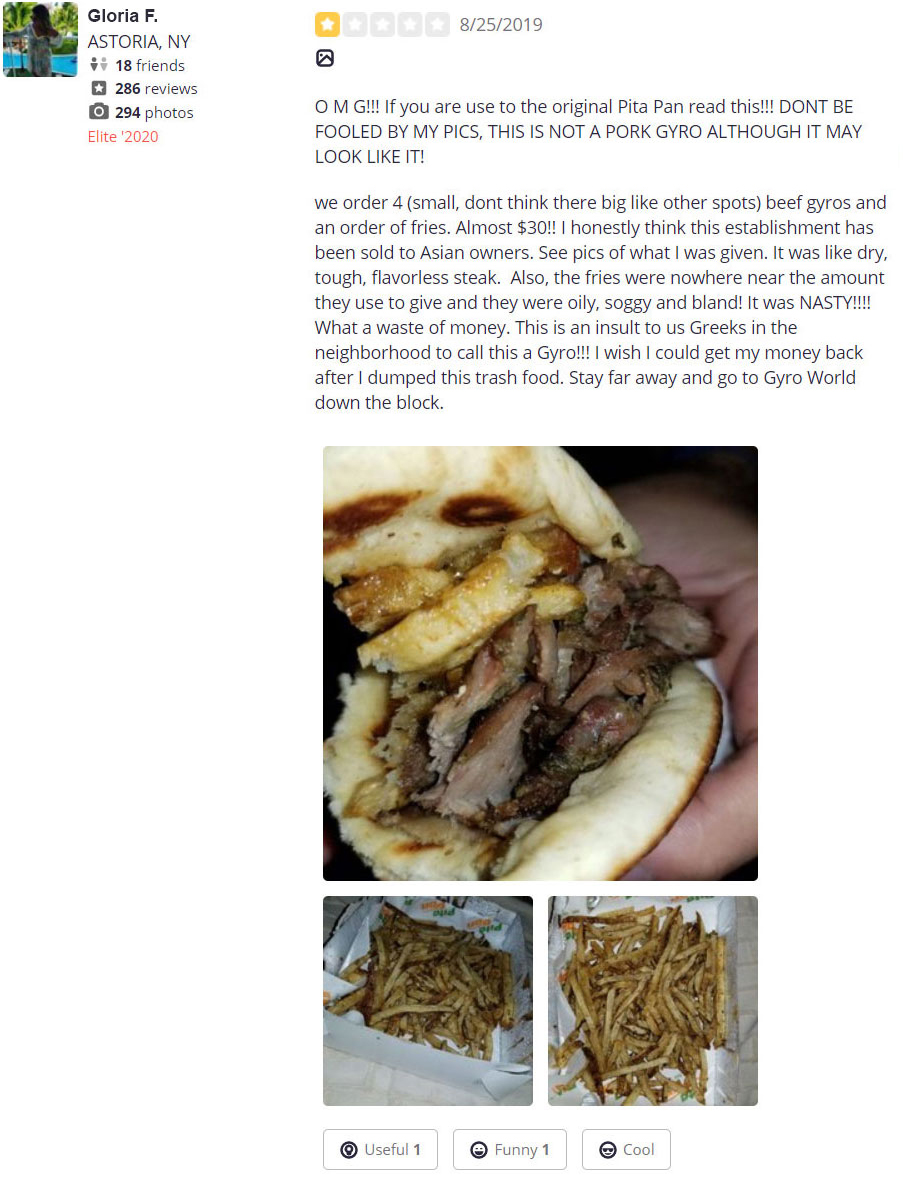 Gloria F.
ASTORIA, NY
18 friends
286 reviews
294 photos
Elite '2020
8/25/2019
O M G!!! If you are use to the original Pita Pan read this!!! DONT BE
FOOLED BY MY PICS, THIS IS NOT A PORK GYRO ALTHOUGH IT MAY
LOOK LIKE IT!
we order 4 (small, dont think there big like other spots) beef gyros and
an order of fries. Almost $30!! I honestly think this establishment has
been sold to Asian owners. See pics of what I was given. It was like dry,
tough, flavorless steak.  Also, the fries were nowhere near the amount
they use to give and they were oily, soggy and bland! It was NASTY!!!!
What a waste of money. This is an insult to us Greeks in the
neighborhood to call this a Gyro!!! I wish I could get my money back
after I dumped this trash food. Stay far away and go to Gyro World
down the block.
Useful 1
Funny 1
Cool